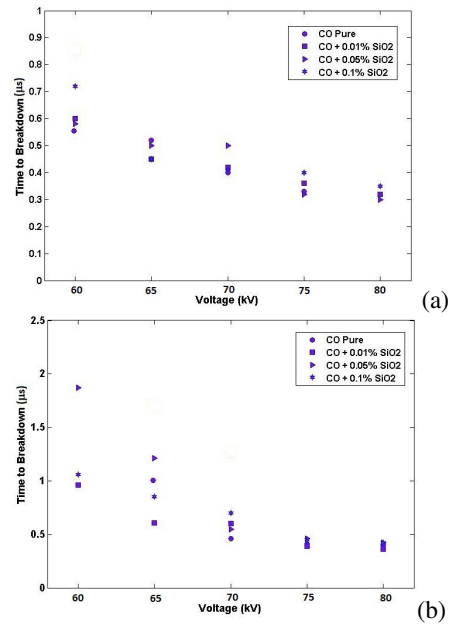 1
0.9
0.8
0.7
0.6
0.5
0.4
0.3
0.2
0.1
0
Time to Breakdown (µs)
CO Pure
CO + 0.01% SiO2
CO + 0.05% SiO2
CO + 0.1% SiO2
60 65 70 75 80
Voltage (kV)
(a)
2.5
2
1.5
1
0.5
0
Time to Breakdown (µs)
CO Pure
CO + 0.01% SiO2
CO + 0.05% SiO2
CO + 0.1% SiO2
60 65 70 75 80
Voltage (kV)
(b)